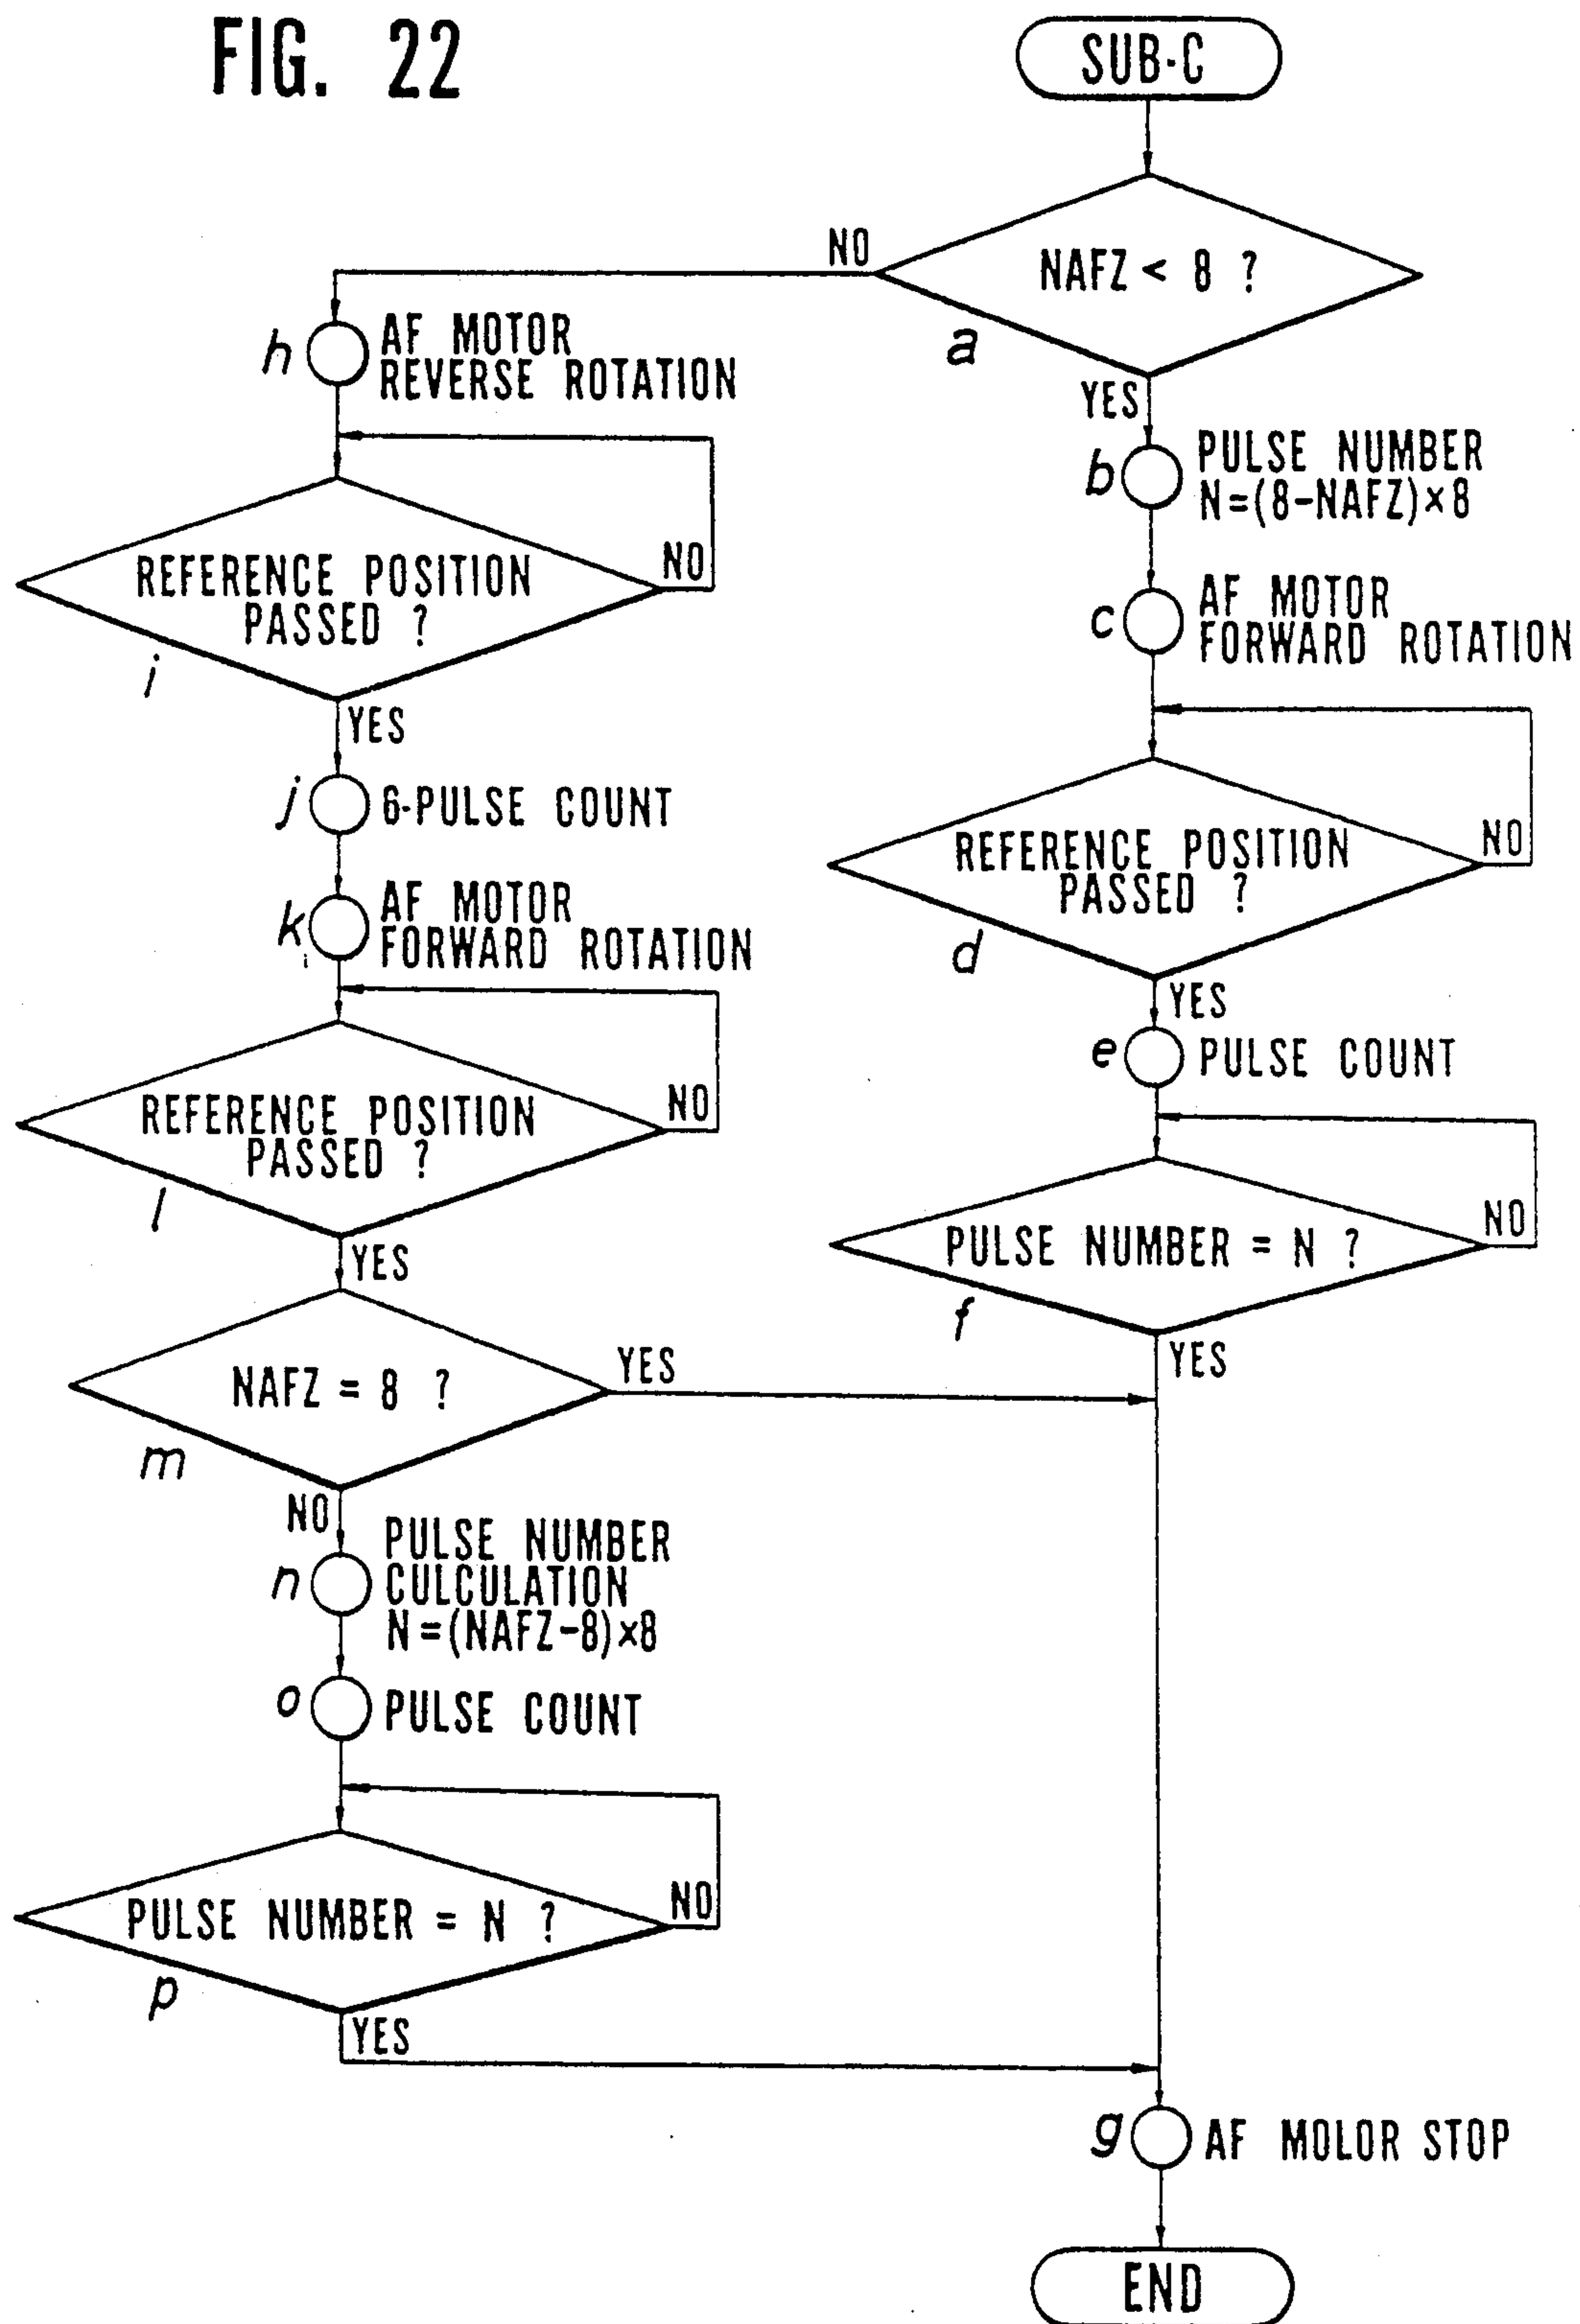 FIG. 22
SUB-C
NAFZ < 8 ?
a
NO
YES
b
PULSE NUMBER
N=(8-NAFZ)×8
c
AF MOTOR
FORWARD ROTATION
REFERENCE POSITION
PASSED ?
d
NO
YES
e
PULSE COUNT
PULSE NUMBER = N ?
f
NO
YES
h
AF MOTOR
REVERSE ROTATION
REFERENCE POSITION
PASSED ?
i
NO
YES
j
6-PULSE COUNT
k
AF MOTOR
FORWARD ROTATION
REFERENCE POSITION
PASSED ?
l
NO
YES
NAFZ = 8 ?
m
YES
NO
n
PULSE NUMBER
CULCULATION
N=(NAFZ-8)×8
o
PULSE COUNT
PULSE NUMBER = N ?
p
NO
YES
g
AF MOLOR STOP
END